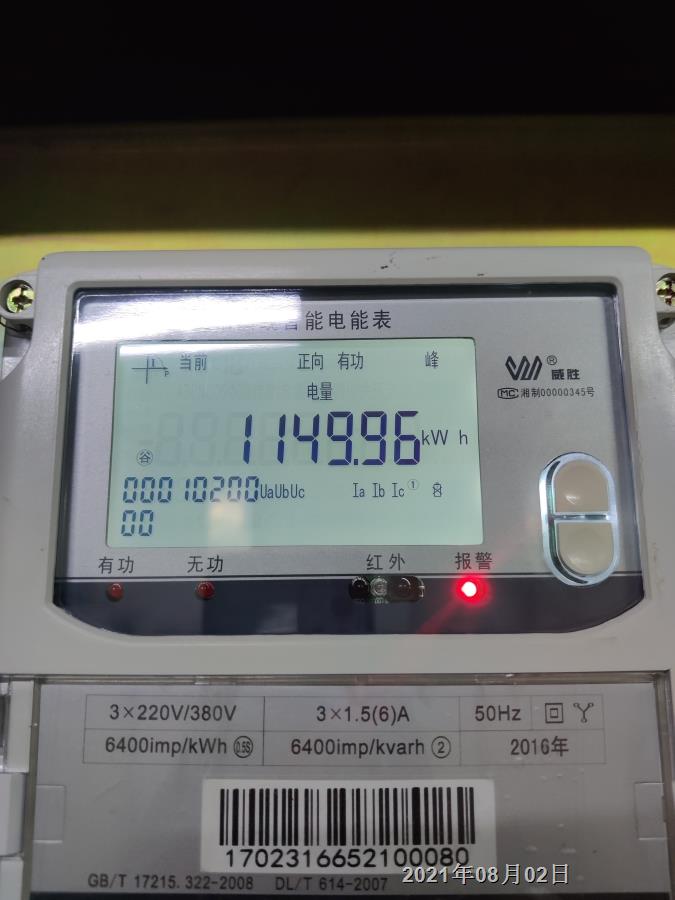 智能电能表
当前 正向 有功 峰
电量
1149.96 kWh
谷
00010200 UaUbUc Ia Ib Ic ①
00
威胜®
MC 湘制00000345号
有功 无功 红外 报警
3×220V/380V 3×1.5(6)A 50Hz
6400imp/kWh 0.5S 6400imp/kvarh ② 2016年
1702316652100080
GB/T 17215.322-2008 DL/T 614-2007
2021年08月02日